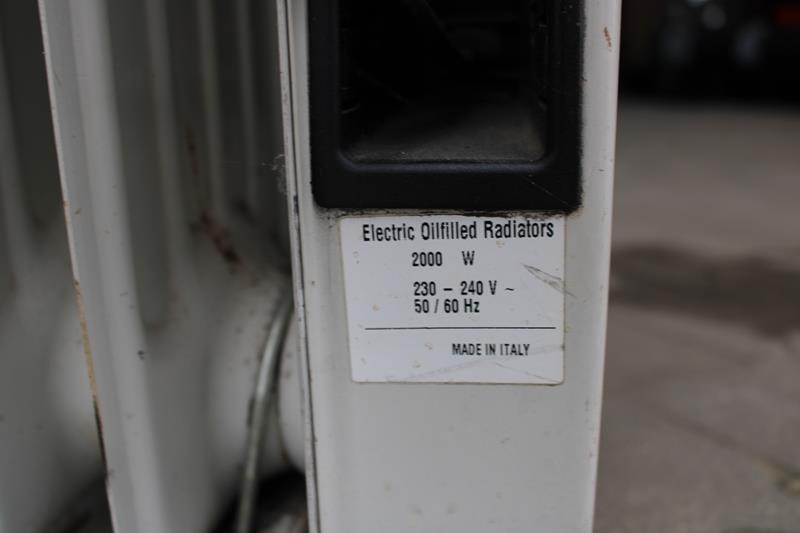 Electric Oilfilled Radiators
2000 W
230 - 240 V ~
50 / 60 Hz
MADE IN ITALY